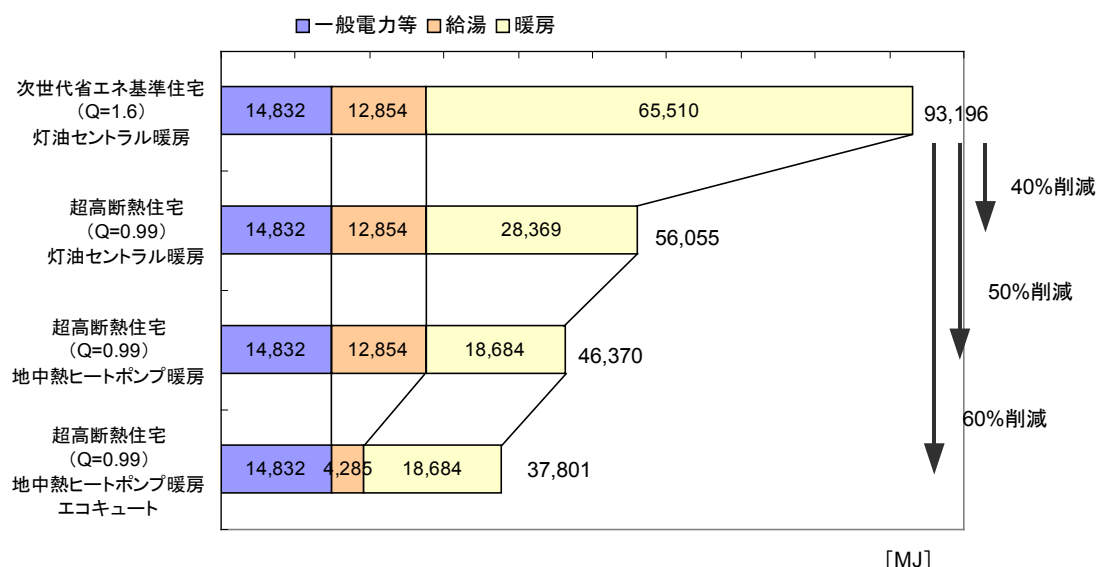 一般電力等 給湯 暖房
次世代省エネ基準住宅
（Q=1.6）
灯油セントラル暖房
14,832 12,854 65,510 93,196
40%削減
超高断熱住宅
（Q=0.99）
灯油セントラル暖房
14,832 12,854 28,369 56,055
50%削減
超高断熱住宅
（Q=0.99）
地中熱ヒートポンプ暖房
14,832 12,854 18,684 46,370
60%削減
超高断熱住宅
（Q=0.99）
地中熱ヒートポンプ暖房
エコキュート
14,832 4,285 18,684 37,801
［MJ］